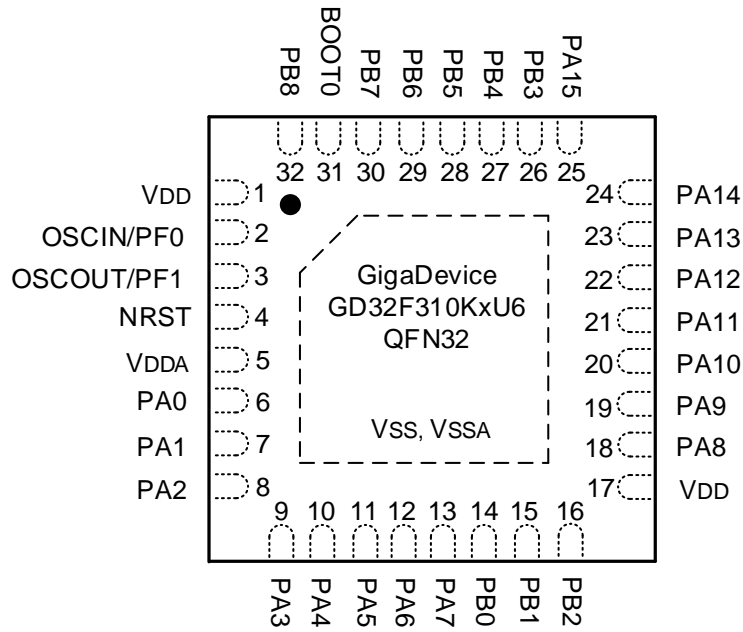 PB8
BOOT0
PB7
PB6
PB5
PB4
PB3
PA15
32 31 30 29 28 27 26 25
VDD 1
OSCIN/PF0 2
OSCOUT/PF1 3
NRST 4
VDDA 5
PA0 6
PA1 7
PA2 8
GigaDevice
GD32F310KxU6
QFN32
VSS, VSSA
24 PA14
23 PA13
22 PA12
21 PA11
20 PA10
19 PA9
18 PA8
17 VDD
9 10 11 12 13 14 15 16
PA3
PA4
PA5
PA6
PA7
PB0
PB1
PB2